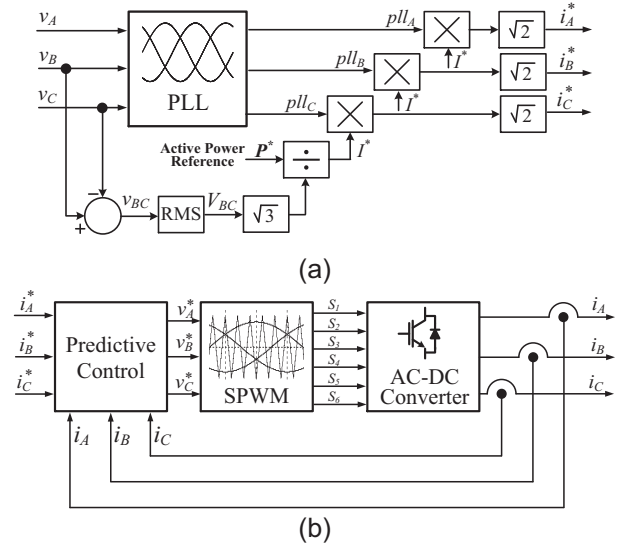 v_A
v_B
v_C
PLL
pll_A
pll_B
pll_C
I*
I*
I*
√2
√2
√2
i_A*
i_B*
i_C*
Active Power
Reference
P*
÷
−
+
v_BC
RMS
V_BC
√3
(a)
i_A*
i_B*
i_C*
Predictive
Control
v_A*
v_B*
v_C*
SPWM
S_1
S_2
S_3
S_4
S_5
S_6
AC-DC
Converter
i_A
i_B
i_C
i_A
i_B
i_C
(b)